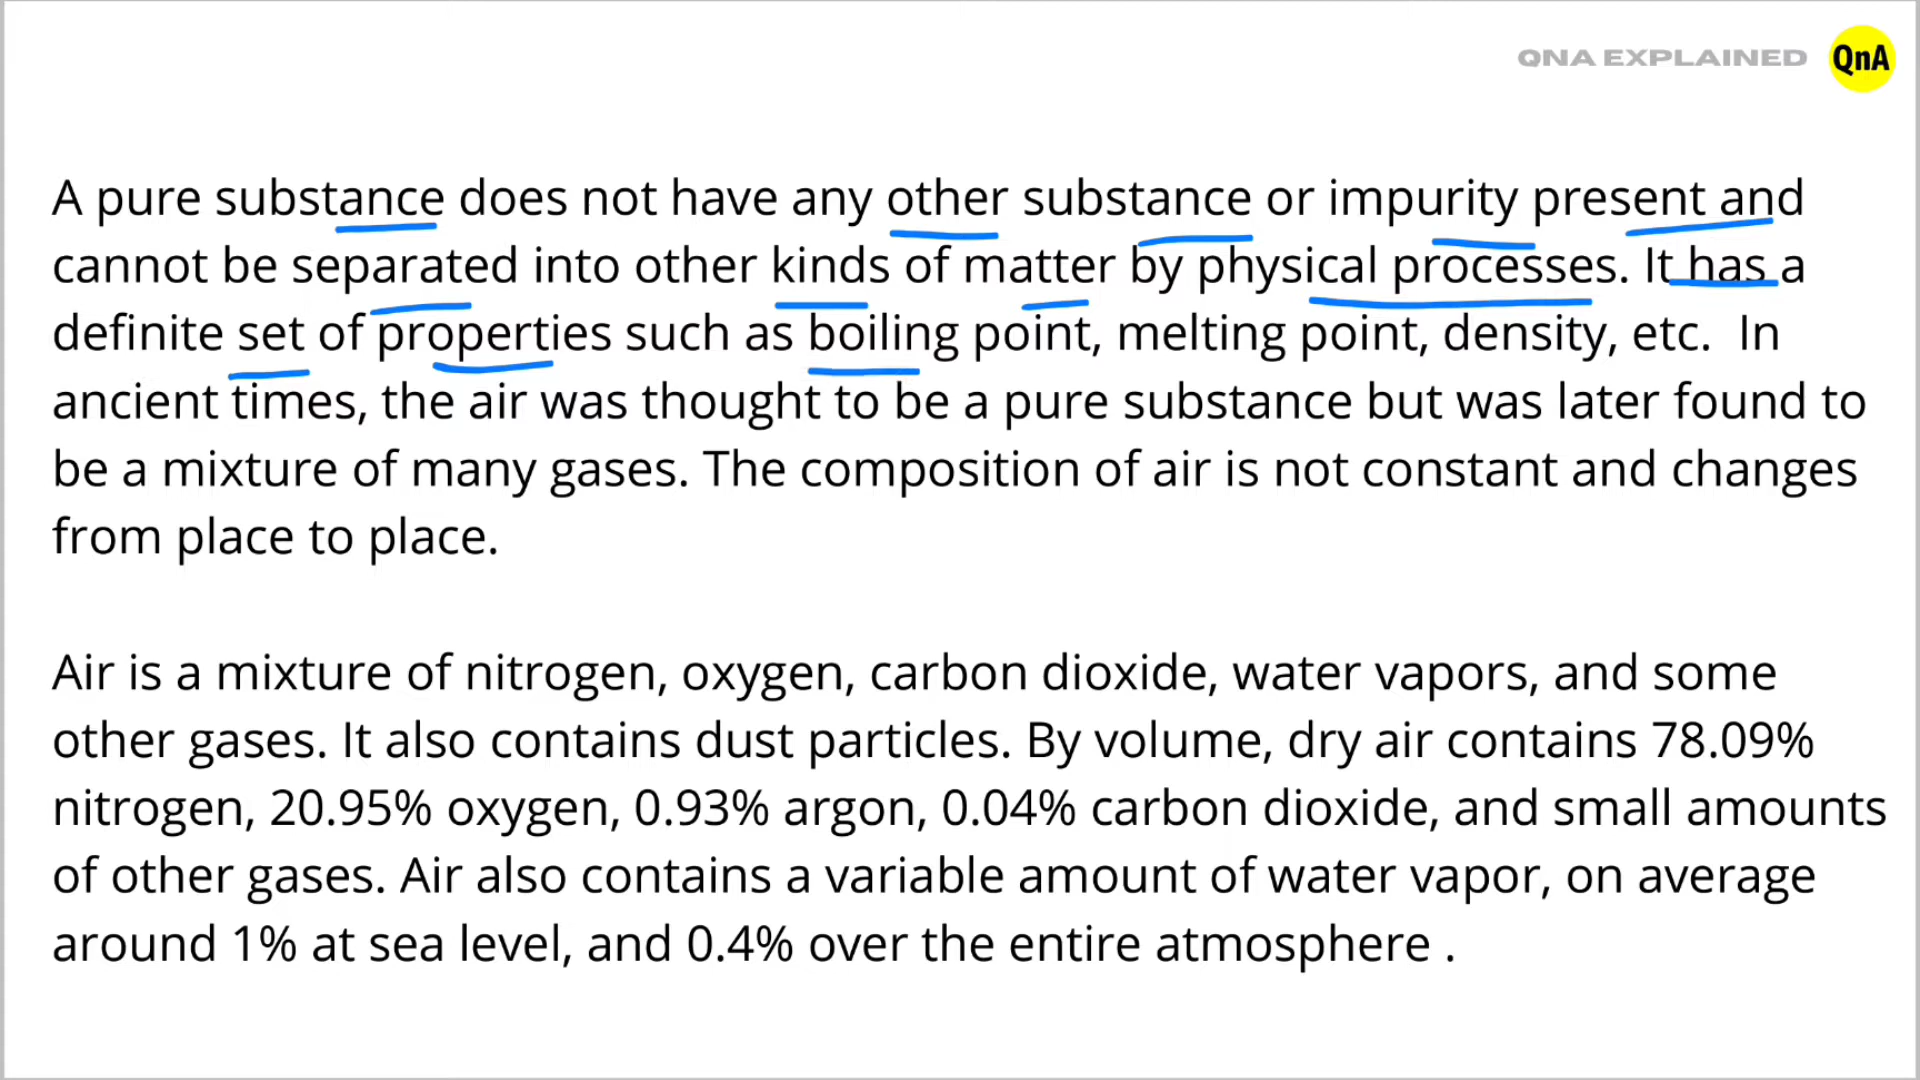 QNA EXPLAINED QnA
A pure substance does not have any other substance or impurity present and
cannot be separated into other kinds of matter by physical processes. It has a
definite set of properties such as boiling point, melting point, density, etc.  In
ancient times, the air was thought to be a pure substance but was later found to
be a mixture of many gases. The composition of air is not constant and changes
from place to place.
Air is a mixture of nitrogen, oxygen, carbon dioxide, water vapors, and some
other gases. It also contains dust particles. By volume, dry air contains 78.09%
nitrogen, 20.95% oxygen, 0.93% argon, 0.04% carbon dioxide, and small amounts
of other gases. Air also contains a variable amount of water vapor, on average
around 1% at sea level, and 0.4% over the entire atmosphere .